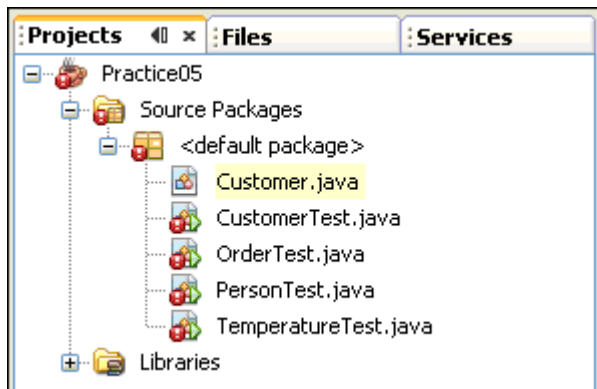 Projects Files Services
Practice05
Source Packages
<default package>
Customer.java
CustomerTest.java
OrderTest.java
PersonTest.java
TemperatureTest.java
Libraries